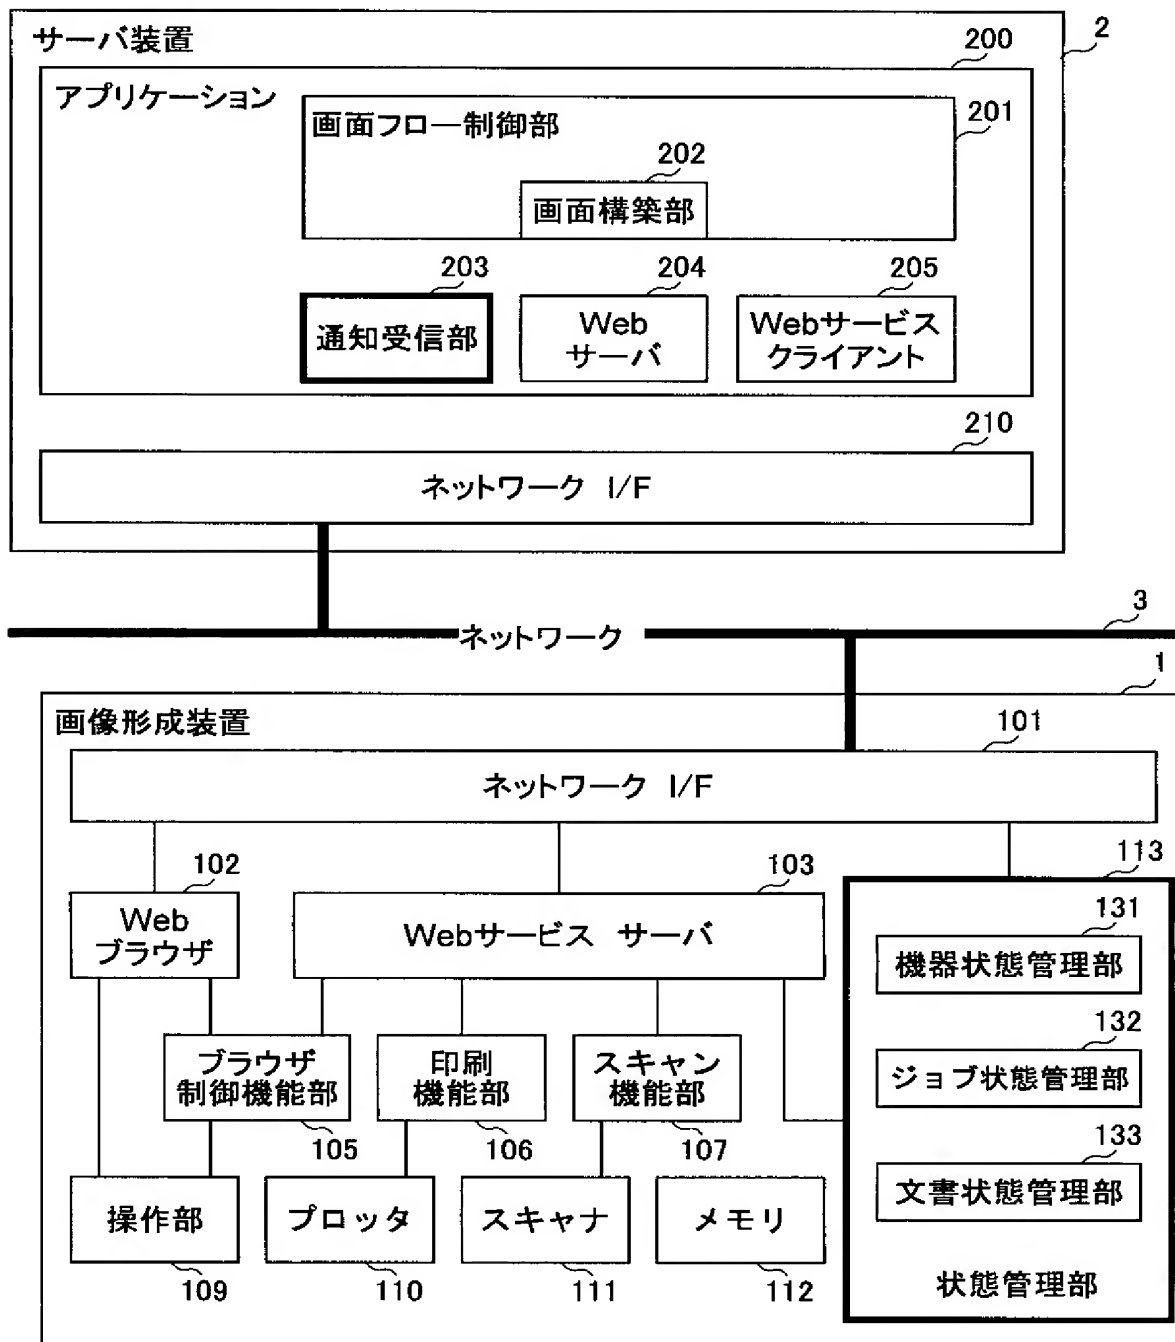 サーバ装置
2
200
アプリケーション
画面フロー制御部
201
202
画面構築部
203
204
205
通知受信部
Web
サーバ
Webサービス
クライアント
210
ネットワーク I/F
3
ネットワーク
1
画像形成装置
101
ネットワーク I/F
102
103
113
Web
ブラウザ
Webサービス サーバ
131
機器状態管理部
132
ジョブ状態管理部
133
文書状態管理部
状態管理部
ブラウザ
制御機能部
印刷
機能部
スキャン
機能部
105
106
107
操作部
プロッタ
スキャナ
メモリ
109
110
111
112